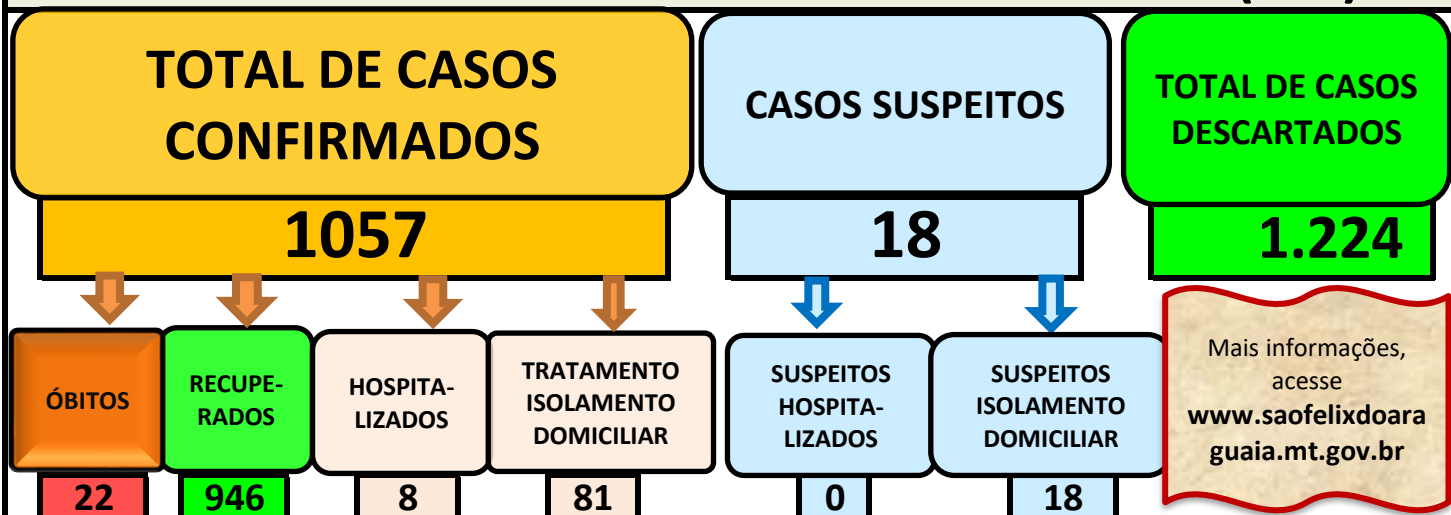 TOTAL DE CASOS
CONFIRMADOS
1057
CASOS SUSPEITOS
18
TOTAL DE CASOS
DESCARTADOS
1.224
ÓBITOS
22
RECUPE-
RADOS
946
HOSPITA-
LIZADOS
8
TRATAMENTO
ISOLAMENTO
DOMICILIAR
81
SUSPEITOS
HOSPITA-
LIZADOS
0
SUSPEITOS
ISOLAMENTO
DOMICILIAR
18
Mais informações,
acesse
www.saofelixdoara
guaia.mt.gov.br